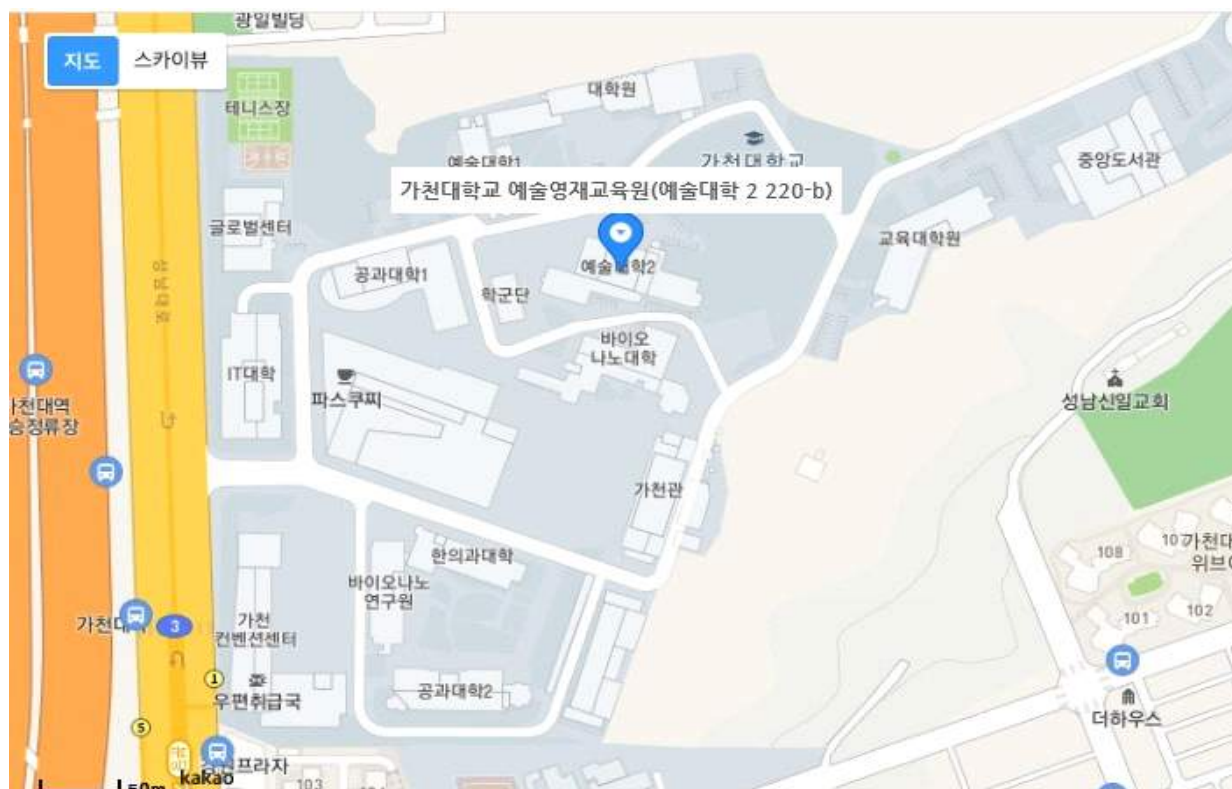 광일빌딩
지도
스카이뷰
테니스장
대학원
예술대학1
가천대학교
중앙도서관
가천대학교 예술영재교육원(예술대학 2 220-b)
글로벌센터
성남대로
공과대학1
예술대학2
학군단
교육대학원
바이오
나노대학
IT대학
파스쿠찌
성남신일교회
가천대역
승정류장
가천관
한의과대학
바이오나노
연구원
108
107
가천대
위브
101
102
가천대역
3
가천
컨벤션센터
1
우편취급국
공과대학2
더하우스
5
프라자
kakao
103
50m